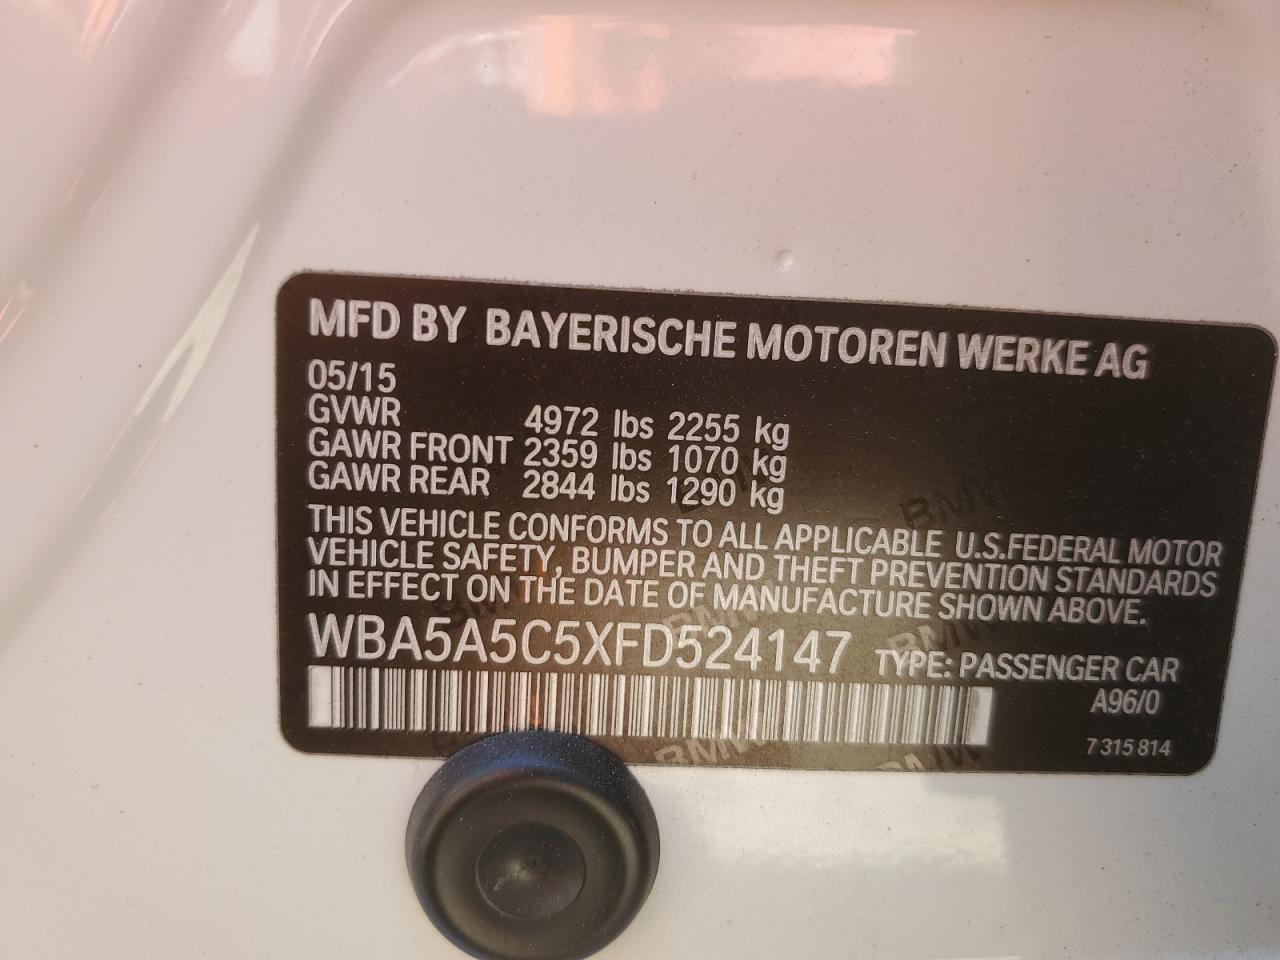 MFD BY BAYERISCHE MOTOREN WERKE AG
05/15
GVWR 4972 lbs 2255 kg
GAWR FRONT 2359 lbs 1070 kg
GAWR REAR 2844 lbs 1290 kg
THIS VEHICLE CONFORMS TO ALL APPLICABLE U.S.FEDERAL MOTOR
VEHICLE SAFETY, BUMPER AND THEFT PREVENTION STANDARDS
IN EFFECT ON THE DATE OF MANUFACTURE SHOWN ABOVE.
WBA5A5C5XFD524147 TYPE: PASSENGER CAR
A96/0
7 315 814